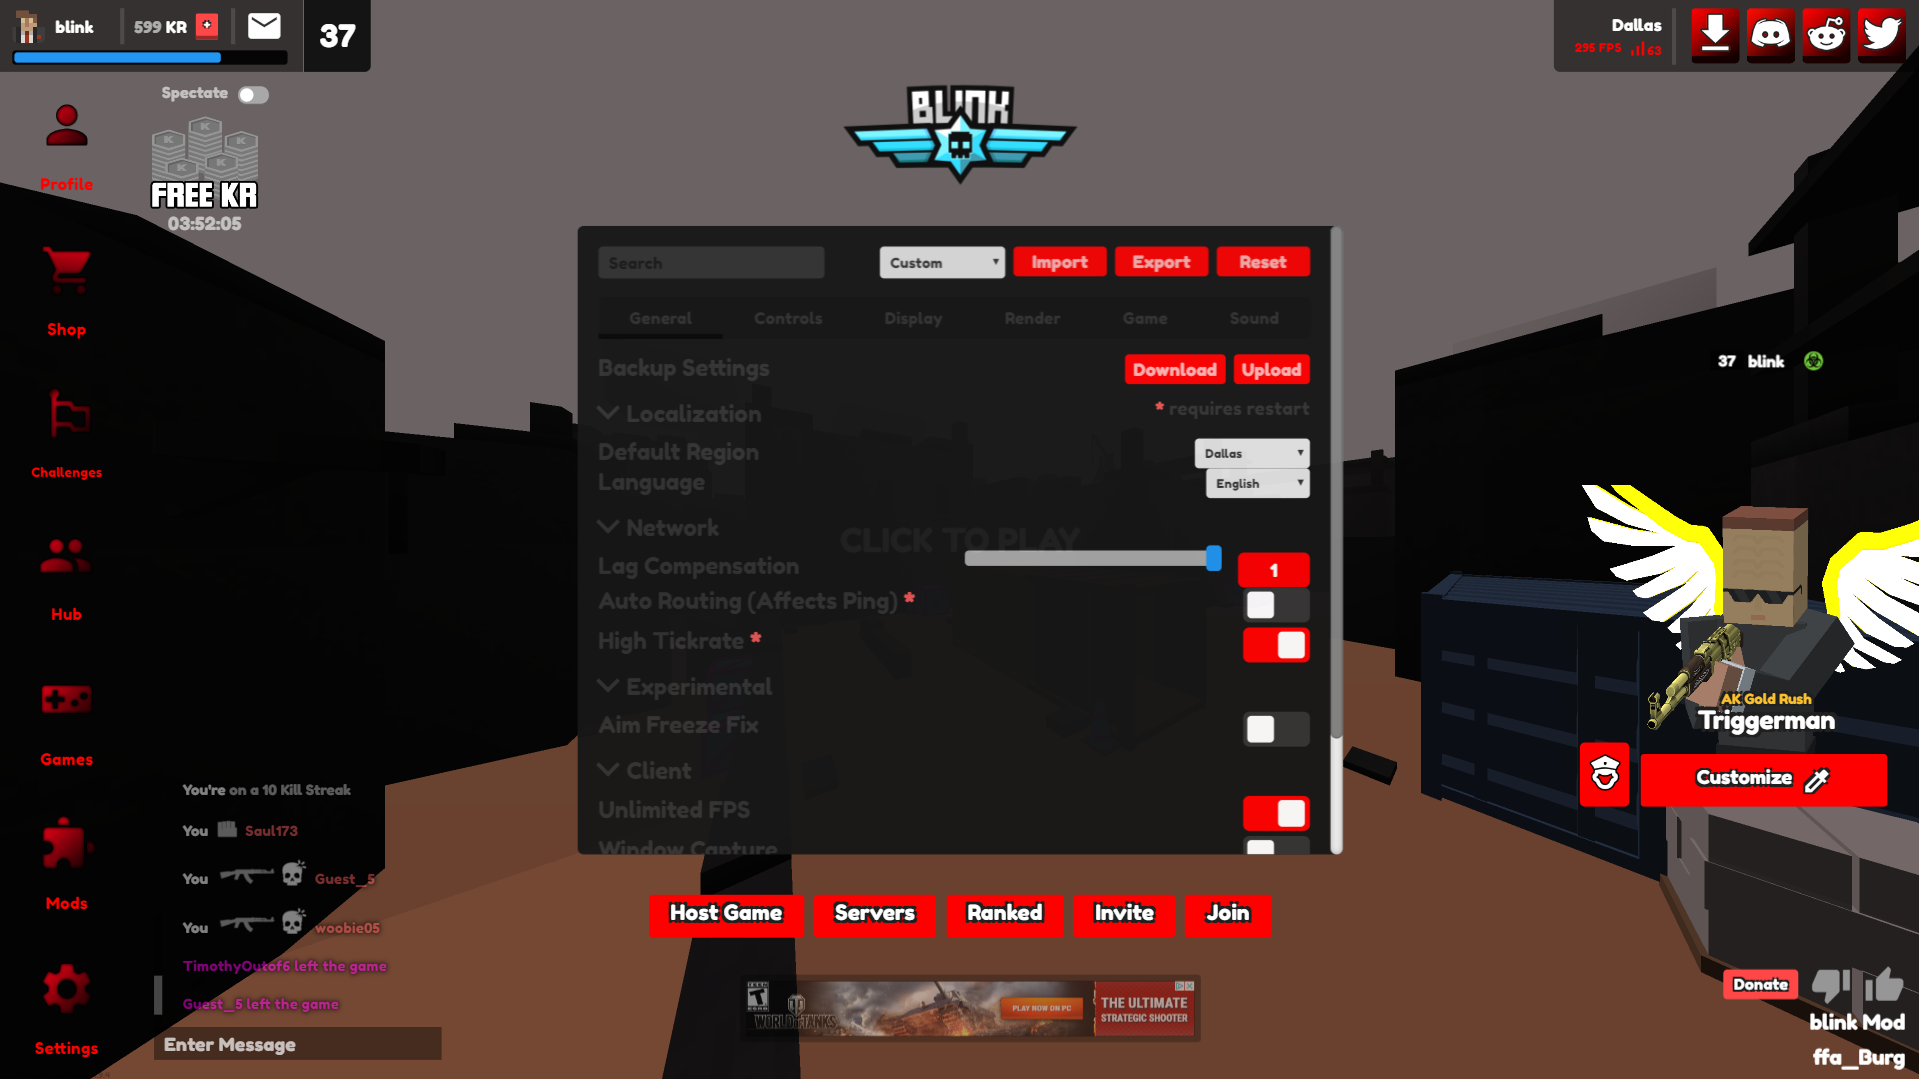 blink
599 KR
37
Dallas
295 FPS
63
Spectate
FREE KR
03:52:05
BLINK
Profile
Shop
Challenges
Hub
Games
Mods
Settings
Search
Custom
Import
Export
Reset
General
Controls
Display
Render
Game
Sound
Backup Settings
Download
Upload
Localization
* requires restart
Default Region
Dallas
Language
English
Network
CLICK TO PLAY
Lag Compensation
1
Auto Routing (Affects Ping) *
High Tickrate *
Experimental
Aim Freeze Fix
Client
Unlimited FPS
Window Capture
37 blink
AK Gold Rush
Triggerman
Customize
You're on a 10 Kill Streak
You Saul173
You Guest_5
You woobie05
TimothyOutof6 left the game
Guest_5 left the game
Enter Message
Host Game
Servers
Ranked
Invite
Join
WORLD OF TANKS
PLAY NOW ON PC
THE ULTIMATE
STRATEGIC SHOOTER
Donate
blink Mod
ffa_Burg